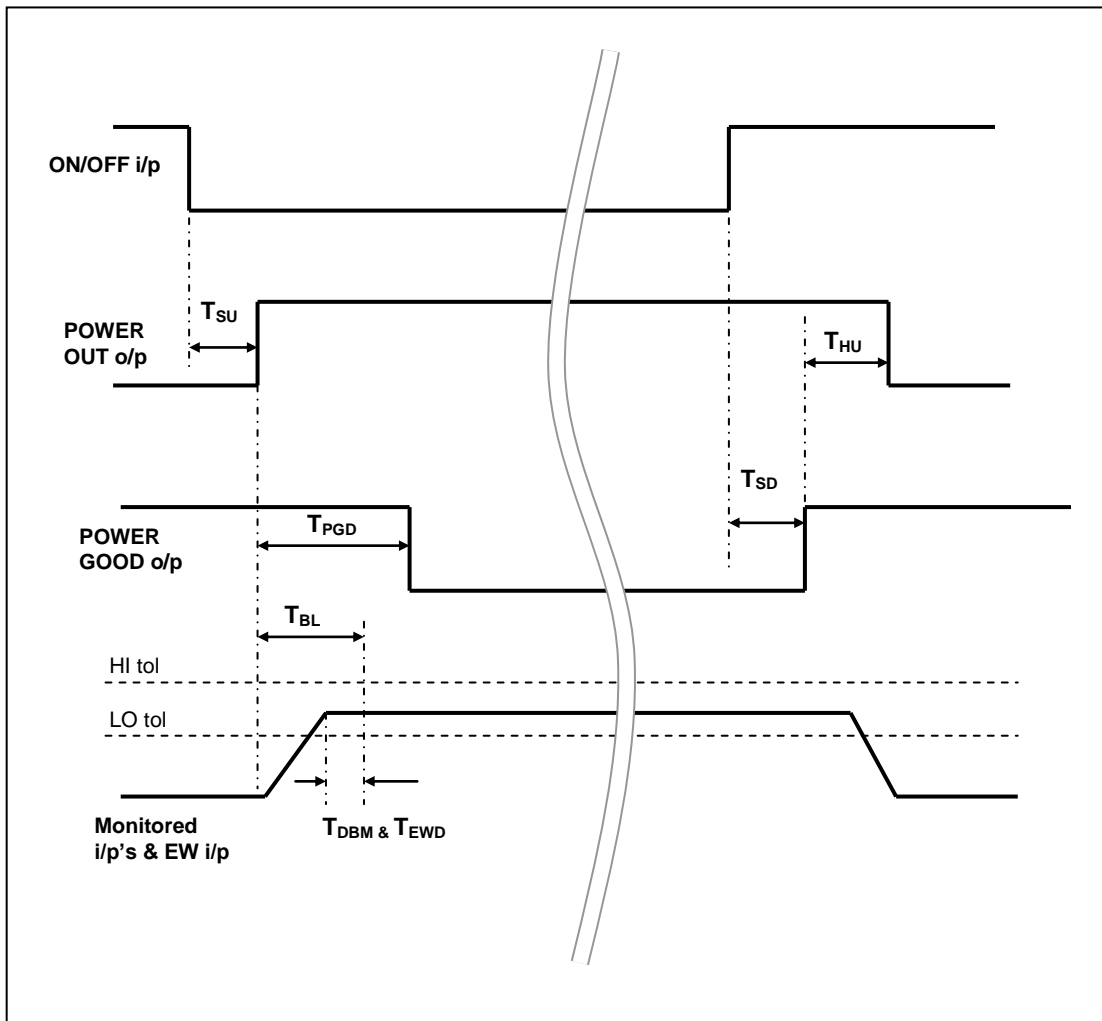 ON/OFF i/p
TSU
POWER
OUT o/p
THU
TSD
TPGD
POWER
GOOD o/p
TBL
HI tol
LO tol
TDBM & TEWD
Monitored
i/p's & EW i/p